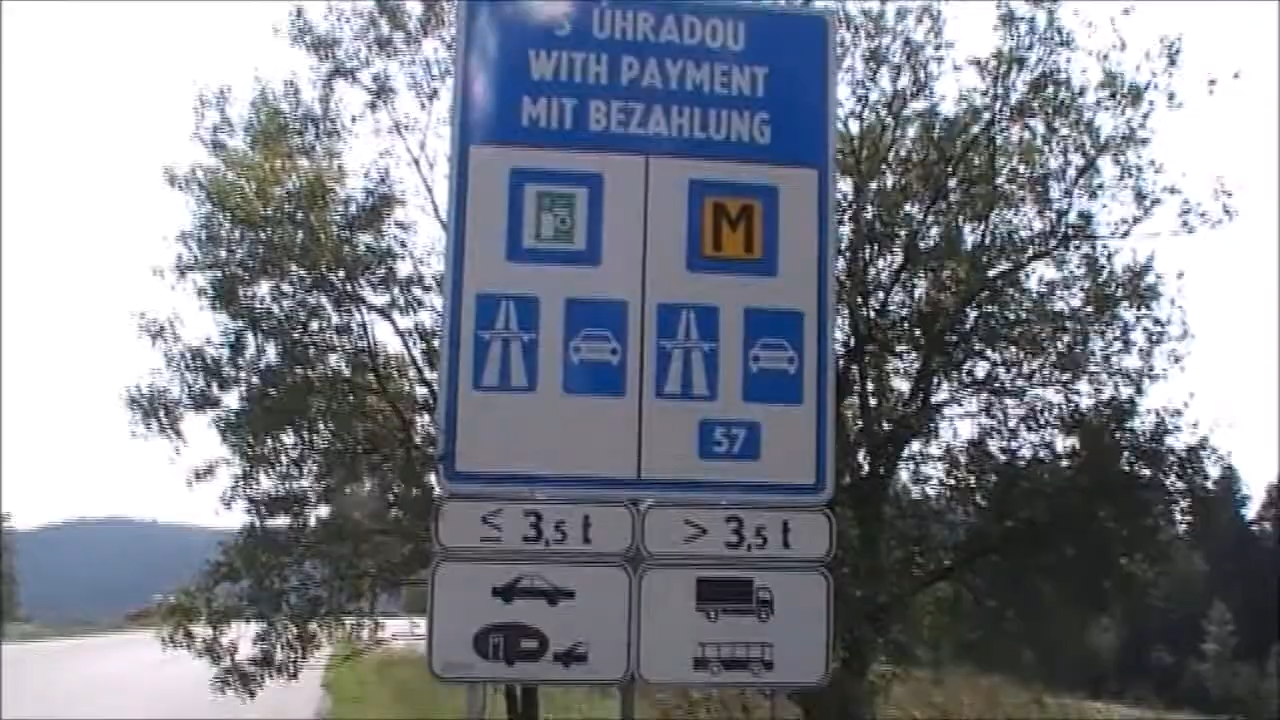 S ÚHRADOU
WITH PAYMENT
MIT BEZAHLUNG
M
57
≤ 3,5 t
> 3,5 t